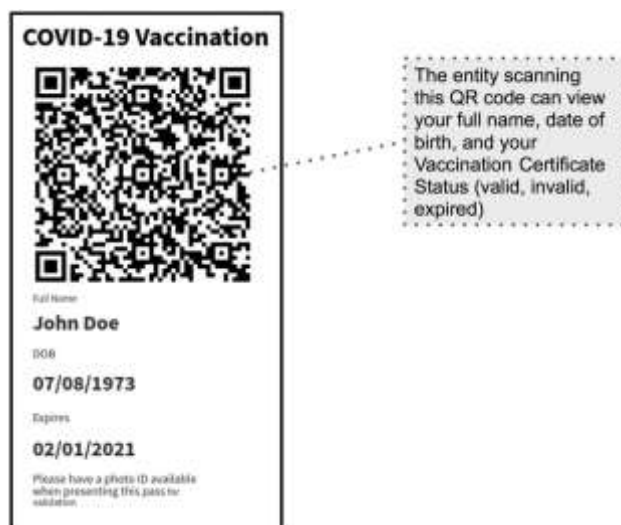 COVID-19 Vaccination
Full Name
John Doe
DOB
07/08/1973
Expires
02/01/2021
Please have a photo ID available
when presenting this pass for
validation
The entity scanning
this QR code can view
your full name, date of
birth, and your
Vaccination Certificate
Status (valid, invalid,
expired)